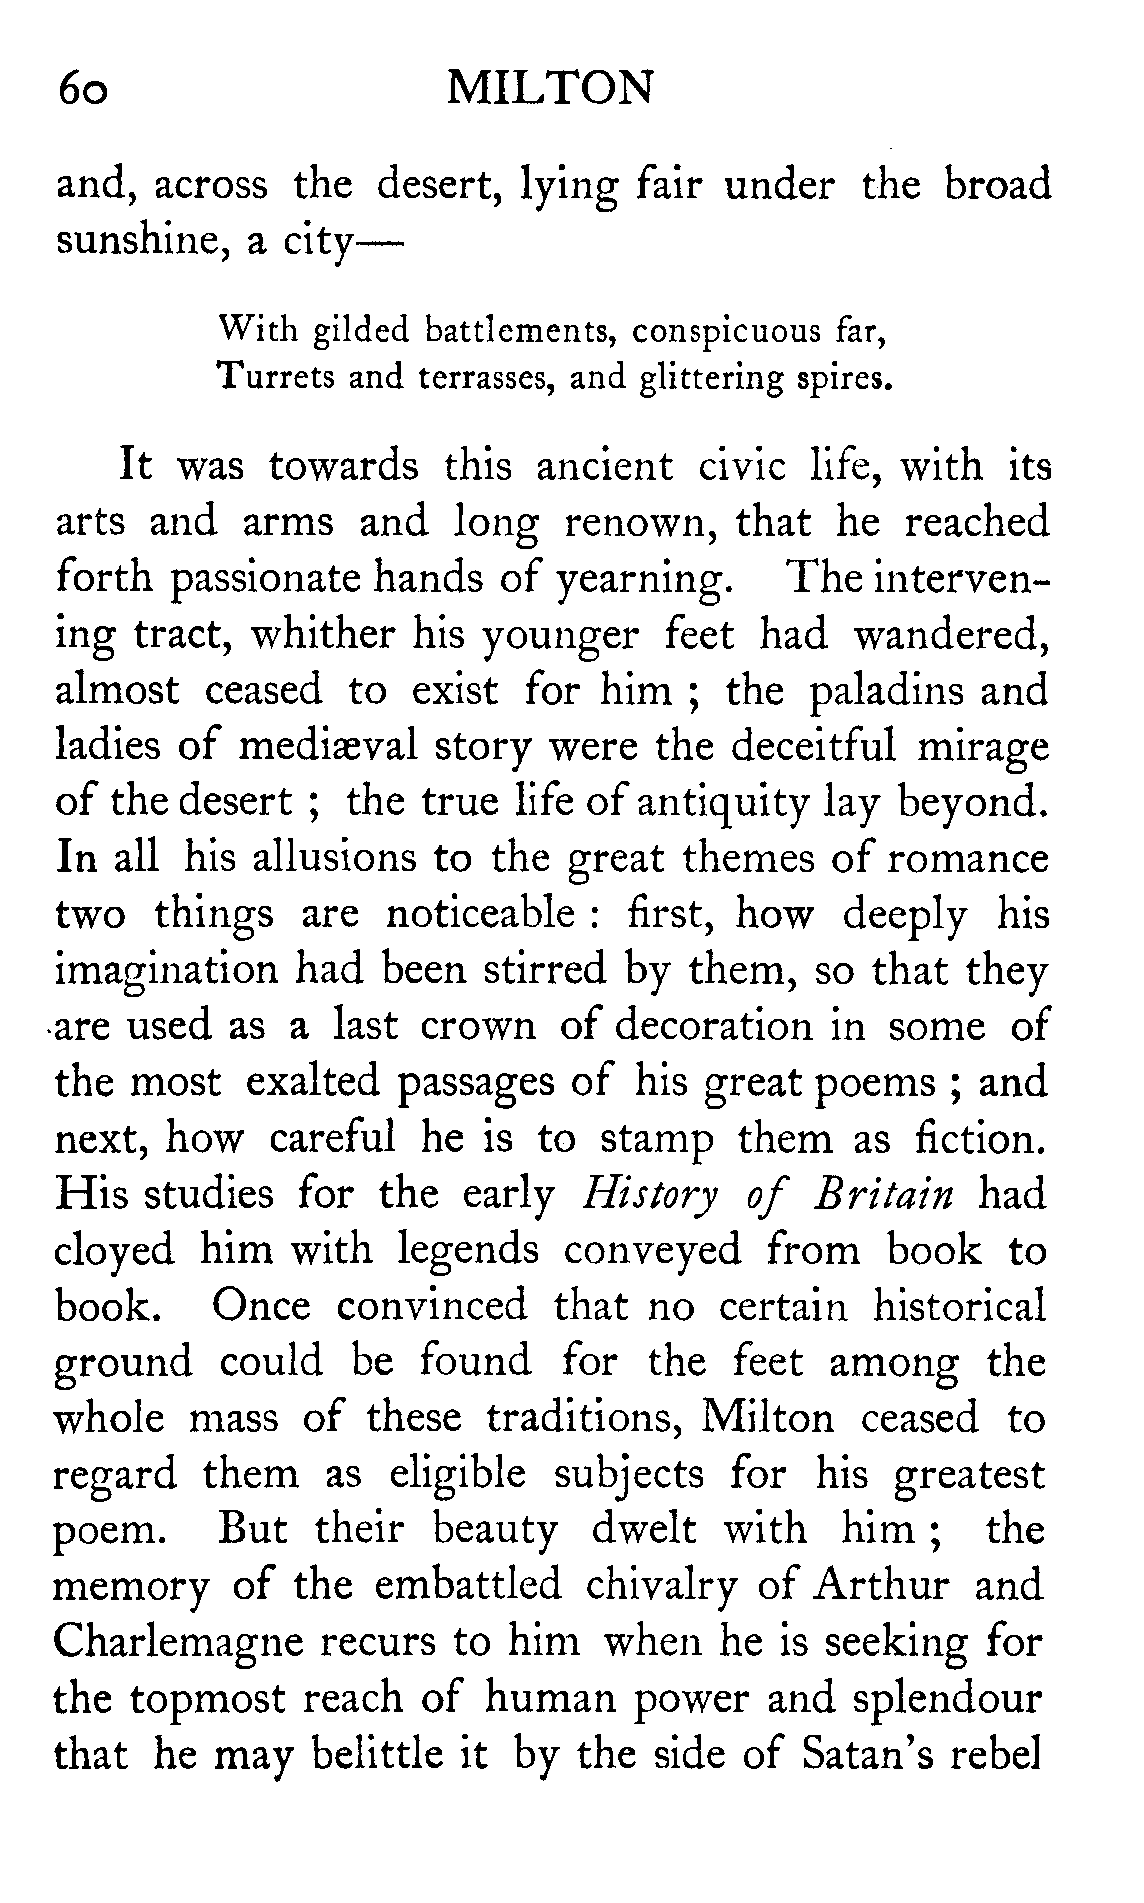 60 MILTON
and, across the desert, lying fair under the broad
sunshine, a city—
With gilded battlements, conspicuous far,
Turrets and terrasses, and glittering spires.
It was towards this ancient civic life, with its
arts and arms and long renown, that he reached
forth passionate hands of yearning. The interven-
ing tract, whither his younger feet had wandered,
almost ceased to exist for him ; the paladins and
ladies of mediæval story were the deceitful mirage
of the desert ; the true life of antiquity lay beyond.
In all his allusions to the great themes of romance
two things are noticeable : first, how deeply his
imagination had been stirred by them, so that they
are used as a last crown of decoration in some of
the most exalted passages of his great poems ; and
next, how careful he is to stamp them as fiction.
His studies for the early History of Britain had
cloyed him with legends conveyed from book to
book. Once convinced that no certain historical
ground could be found for the feet among the
whole mass of these traditions, Milton ceased to
regard them as eligible subjects for his greatest
poem. But their beauty dwelt with him ; the
memory of the embattled chivalry of Arthur and
Charlemagne recurs to him when he is seeking for
the topmost reach of human power and splendour
that he may belittle it by the side of Satan's rebel